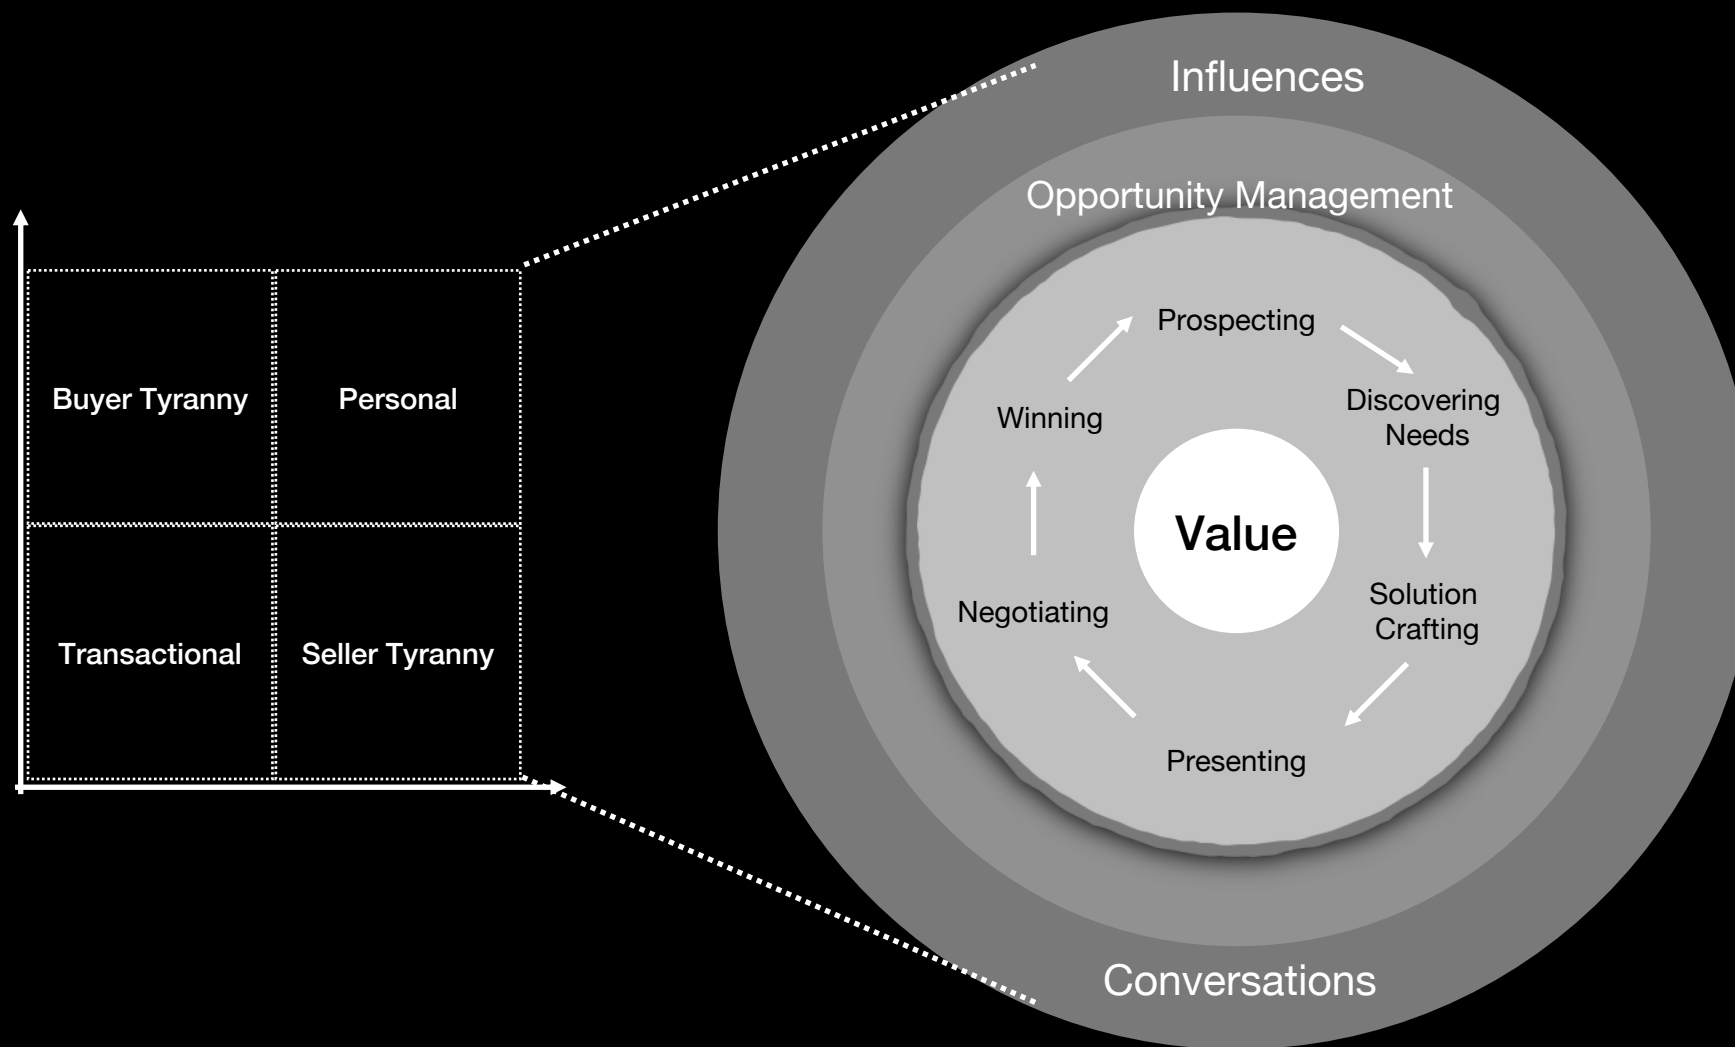 Buyer Tyranny
Personal
Transactional
Seller Tyranny
Influences
Opportunity Management
Prospecting
Discovering
Needs
Solution
Crafting
Presenting
Negotiating
Winning
Value
Conversations